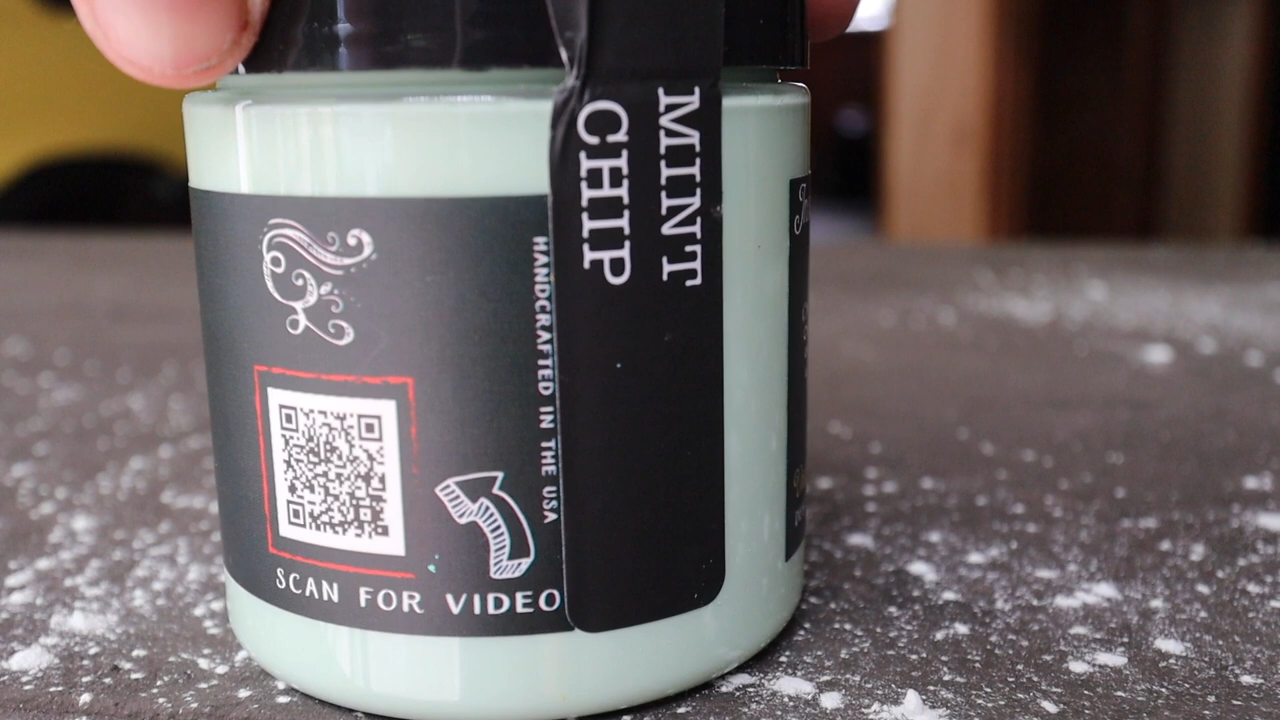 MINT
CHIP
HANDCRAFTED IN THE USA
SCAN FOR VIDEO